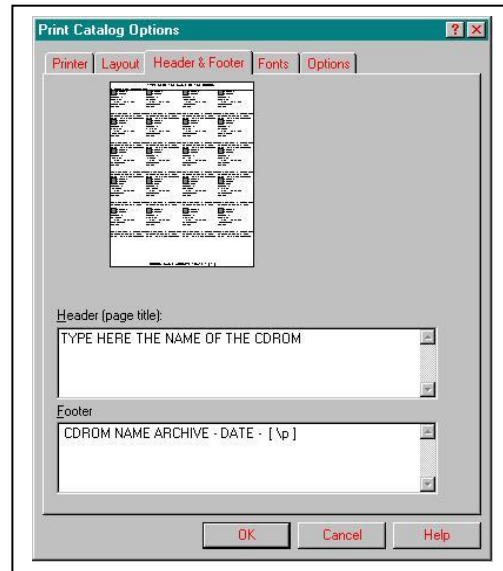 Print Catalog Options
Printer Layout Header & Footer Fonts Options
Header (page title):
TYPE HERE THE NAME OF THE CDROM
Footer
CDROM NAME ARCHIVE - DATE - [ \p ]
OK Cancel Help